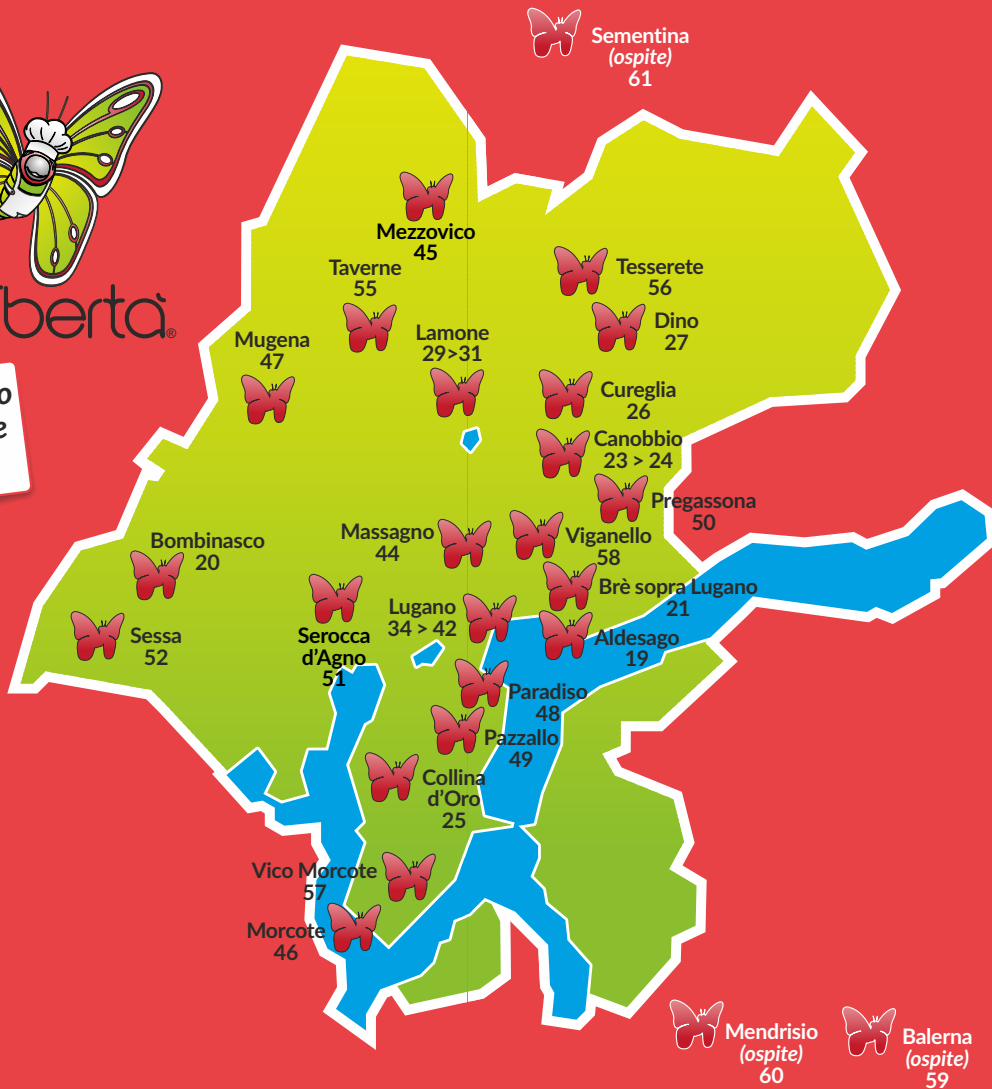 Sementina
(ospite)
61
Mezzovico
45
Taverne
55
Tesserete
56
Dino
27
Mugena
47
Lamone
29>31
Cureglia
26
Canobbio
23 > 24
Pregassona
50
Massagno
44
Viganello
58
Bombinasco
20
Brè sopra Lugano
21
Lugano
34 > 42
Sessa
52
Serocca
d'Agno
51
Aldesago
19
Paradiso
48
Pazzallo
49
Collina
d'Oro
25
Vico Morcote
57
Morcote
46
Mendrisio
(ospite)
60
Balerna
(ospite)
59